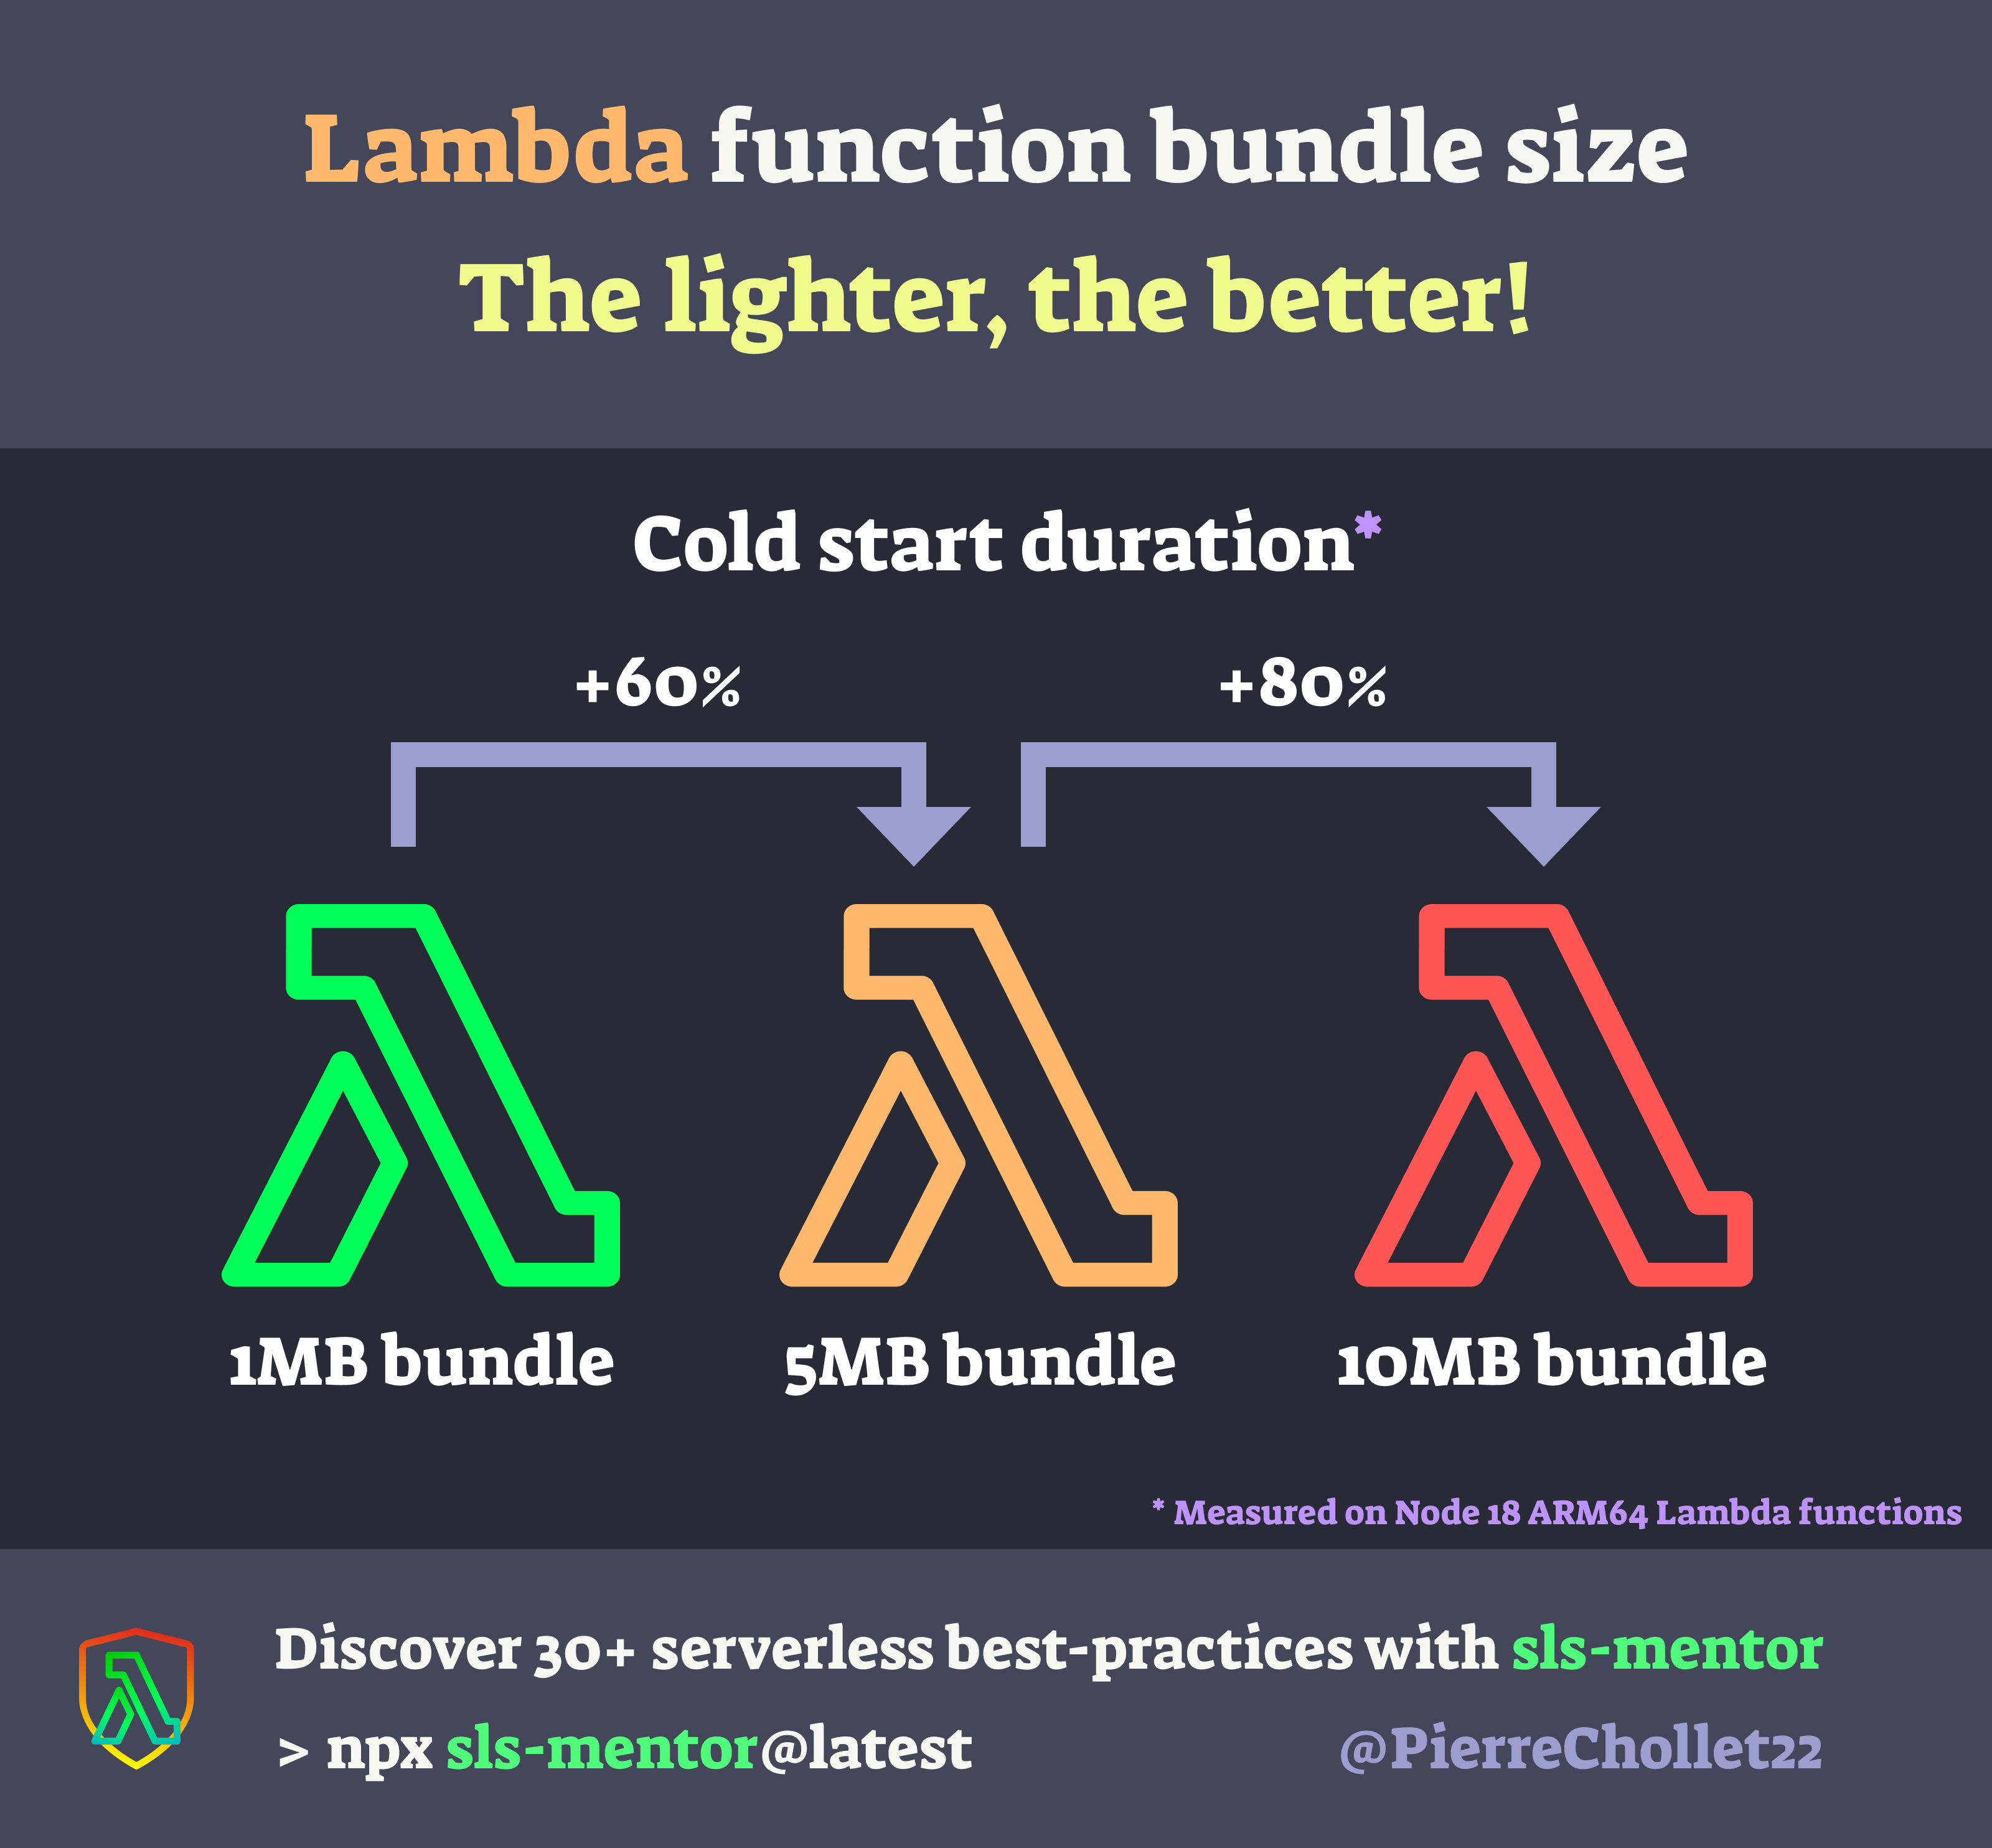 Lambda function bundle size
The lighter, the better!
Cold start duration*
+60% +80%
1MB bundle 5MB bundle 10MB bundle
* Measured on Node 18 ARM64 Lambda functions
Discover 30+ serverless best-practices with sls-mentor
> npx sls-mentor@latest @PierreChollet22